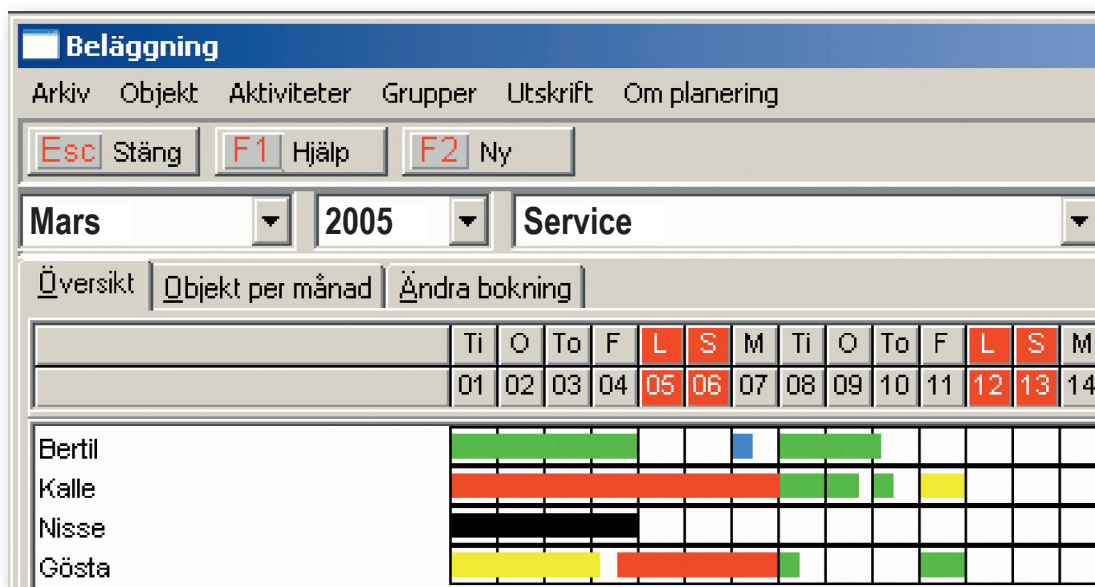 Beläggning
Arkiv Objekt Aktiviteter Grupper Utskrift Om planering
Esc Stäng F1 Hjälp F2 Ny
Mars 2005 Service
Översikt Objekt per månad Ändra bokning
Ti O To F L S M Ti O To F L S M
01 02 03 04 05 06 07 08 09 10 11 12 13 14
Bertil
Kalle
Nisse
Gösta